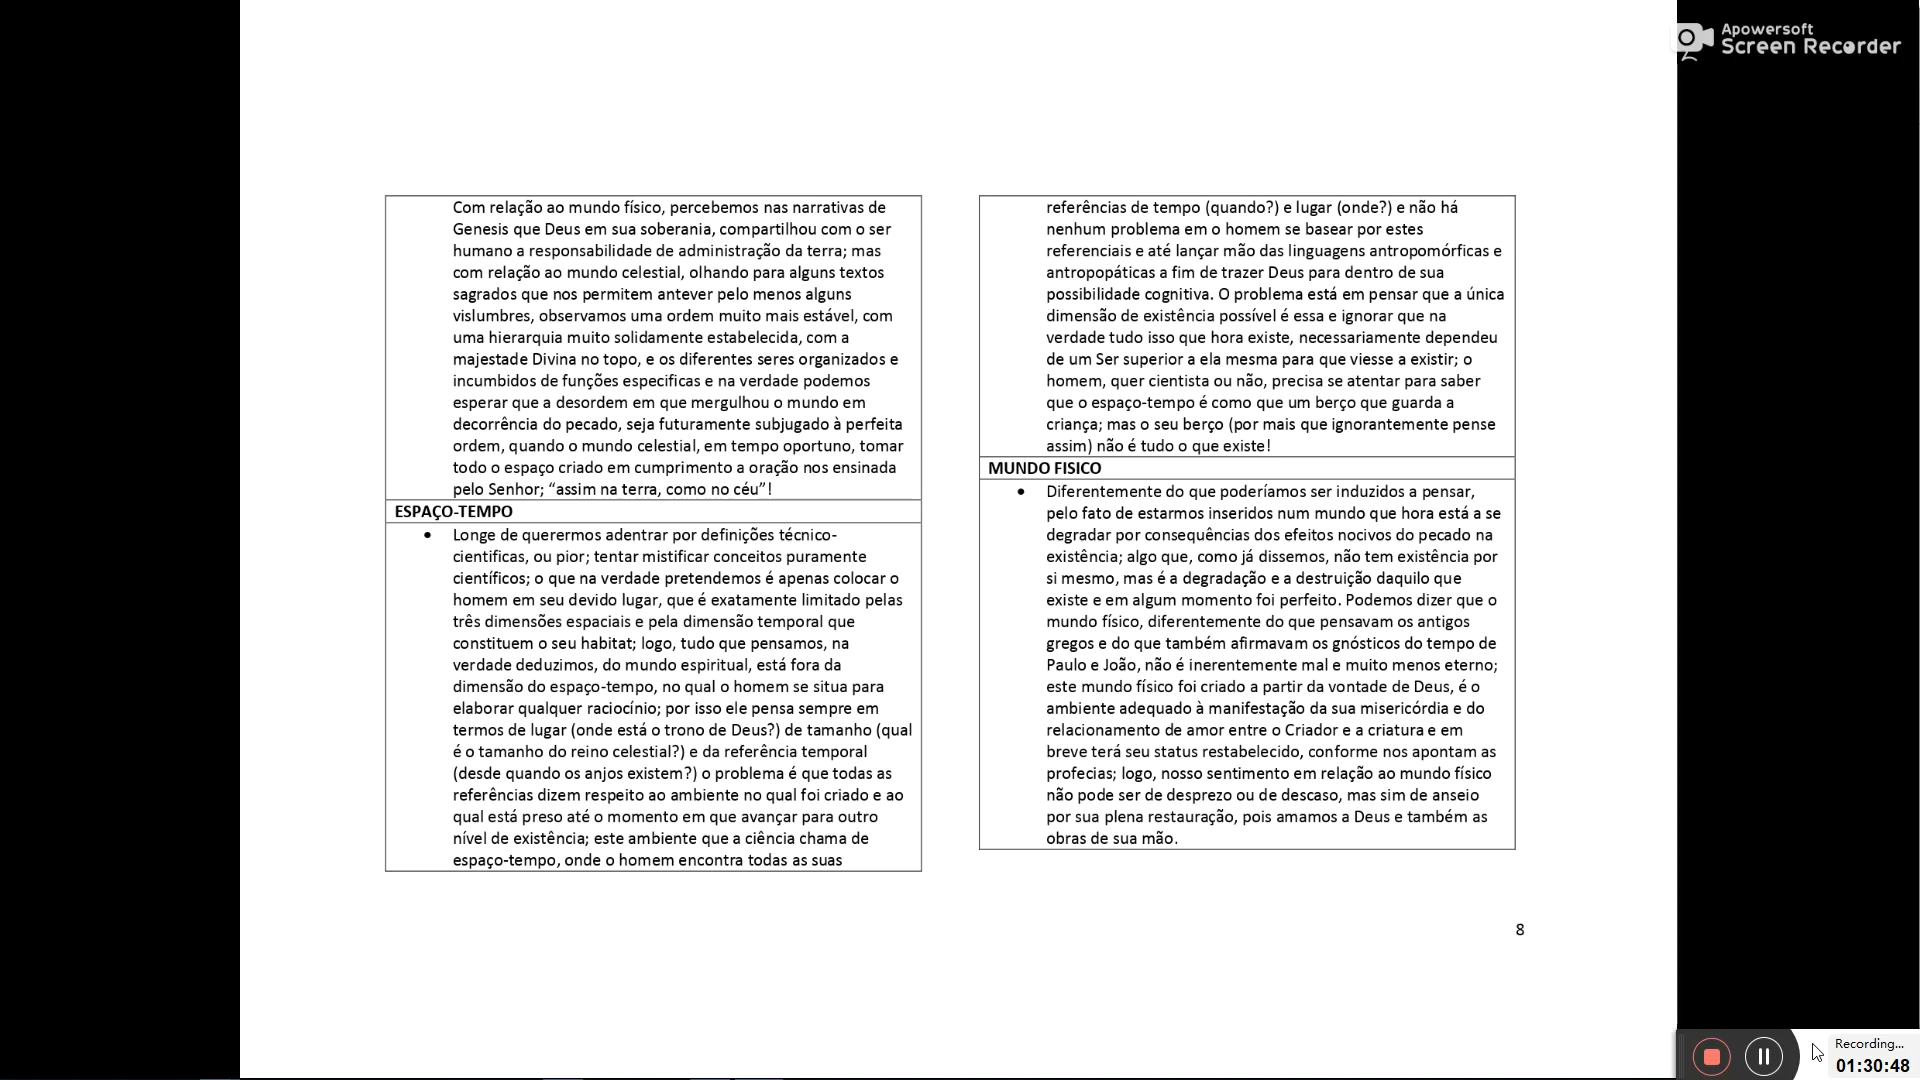 Apowersoft
Screen Recorder
Com relação ao mundo físico, percebemos nas narrativas de
Genesis que Deus em sua soberania, compartilhou com o ser
humano a responsabilidade de administração da terra; mas
com relação ao mundo celestial, olhando para alguns textos
sagrados que nos permitem antever pelo menos alguns
vislumbres, observamos uma ordem muito mais estável, com
uma hierarquia muito solidamente estabelecida, com a
majestade Divina no topo, e os diferentes seres organizados e
incumbidos de funções especificas e na verdade podemos
esperar que a desordem em que mergulhou o mundo em
decorrência do pecado, seja futuramente subjugado à perfeita
ordem, quando o mundo celestial, em tempo oportuno, tomar
todo o espaço criado em cumprimento a oração nos ensinada
pelo Senhor; “assim na terra, como no céu”!
ESPAÇO-TEMPO
• Longe de querermos adentrar por definições técnico-
cientificas, ou pior; tentar mistificar conceitos puramente
científicos; o que na verdade pretendemos é apenas colocar o
homem em seu devido lugar, que é exatamente limitado pelas
três dimensões espaciais e pela dimensão temporal que
constituem o seu habitat; logo, tudo que pensamos, na
verdade deduzimos, do mundo espiritual, está fora da
dimensão do espaço-tempo, no qual o homem se situa para
elaborar qualquer raciocínio; por isso ele pensa sempre em
termos de lugar (onde está o trono de Deus?) de tamanho (qual
é o tamanho do reino celestial?) e da referência temporal
(desde quando os anjos existem?) o problema é que todas as
referências dizem respeito ao ambiente no qual foi criado e ao
qual está preso até o momento em que avançar para outro
nível de existência; este ambiente que a ciência chama de
espaço-tempo, onde o homem encontra todas as suas
referências de tempo (quando?) e lugar (onde?) e não há
nenhum problema em o homem se basear por estes
referenciais e até lançar mão das linguagens antropomórficas e
antropopáticas a fim de trazer Deus para dentro de sua
possibilidade cognitiva. O problema está em pensar que a única
dimensão de existência possível é essa e ignorar que na
verdade tudo isso que hora existe, necessariamente dependeu
de um Ser superior a ela mesma para que viesse a existir; o
homem, quer cientista ou não, precisa se atentar para saber
que o espaço-tempo é como que um berço que guarda a
criança; mas o seu berço (por mais que ignorantemente pense
assim) não é tudo o que existe!
MUNDO FISICO
• Diferentemente do que poderíamos ser induzidos a pensar,
pelo fato de estarmos inseridos num mundo que hora está a se
degradar por consequências dos efeitos nocivos do pecado na
existência; algo que, como já dissemos, não tem existência por
si mesmo, mas é a degradação e a destruição daquilo que
existe e em algum momento foi perfeito. Podemos dizer que o
mundo físico, diferentemente do que pensavam os antigos
gregos e do que também afirmavam os gnósticos do tempo de
Paulo e João, não é inerentemente mal e muito menos eterno;
este mundo físico foi criado a partir da vontade de Deus, é o
ambiente adequado à manifestação da sua misericórdia e do
relacionamento de amor entre o Criador e a criatura e em
breve terá seu status restabelecido, conforme nos apontam as
profecias; logo, nosso sentimento em relação ao mundo físico
não pode ser de desprezo ou de descaso, mas sim de anseio
por sua plena restauração, pois amamos a Deus e também as
obras de sua mão.
8
Recording...
01:30:48